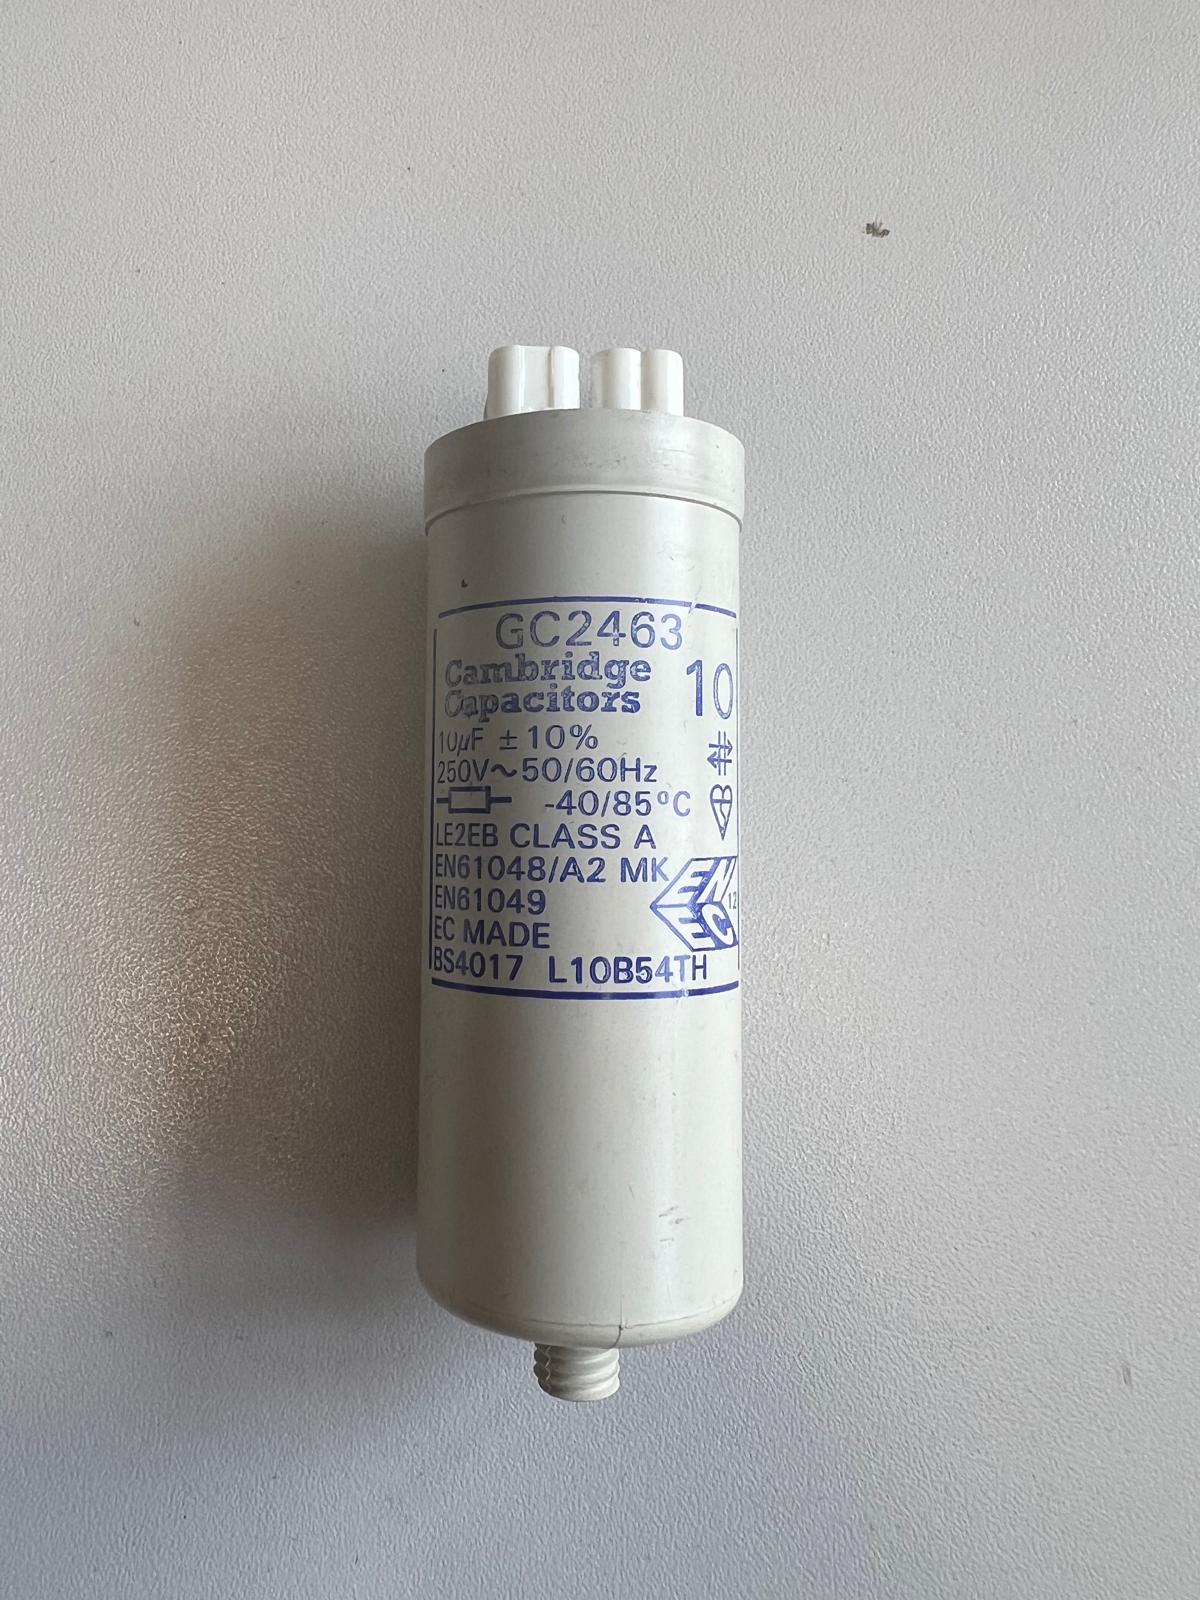 GC2463
Cambridge
Capacitors
10
10µF ±10%
250V~50/60Hz
-40/85ºC
LE2EB CLASS A
EN61048/A2 MK
EN61049
EC MADE
BS4017 L10B54TH
ENEC
12